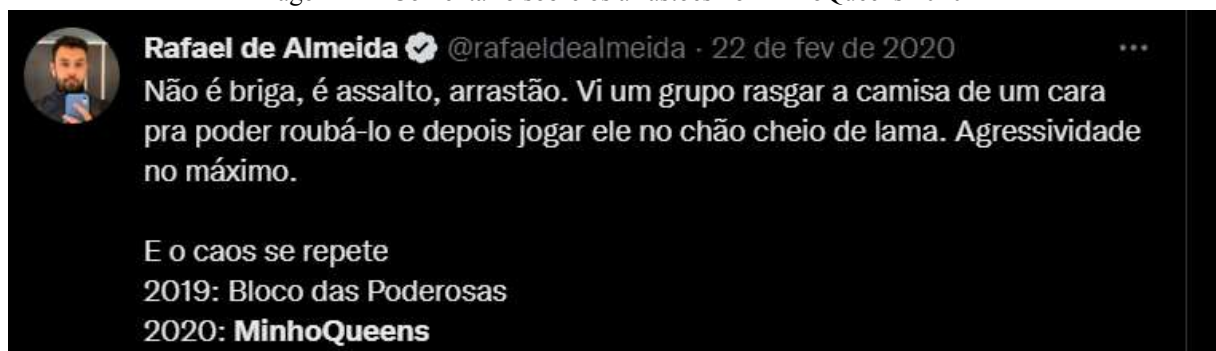 Rafael de Almeida @rafaeldealmeida · 22 de fev de 2020 ...
Não é briga, é assalto, arrastão. Vi um grupo rasgar a camisa de um cara
pra poder roubá-lo e depois jogar ele no chão cheio de lama. Agressividade
no máximo.
E o caos se repete
2019: Bloco das Poderosas
2020: MinhoQueens